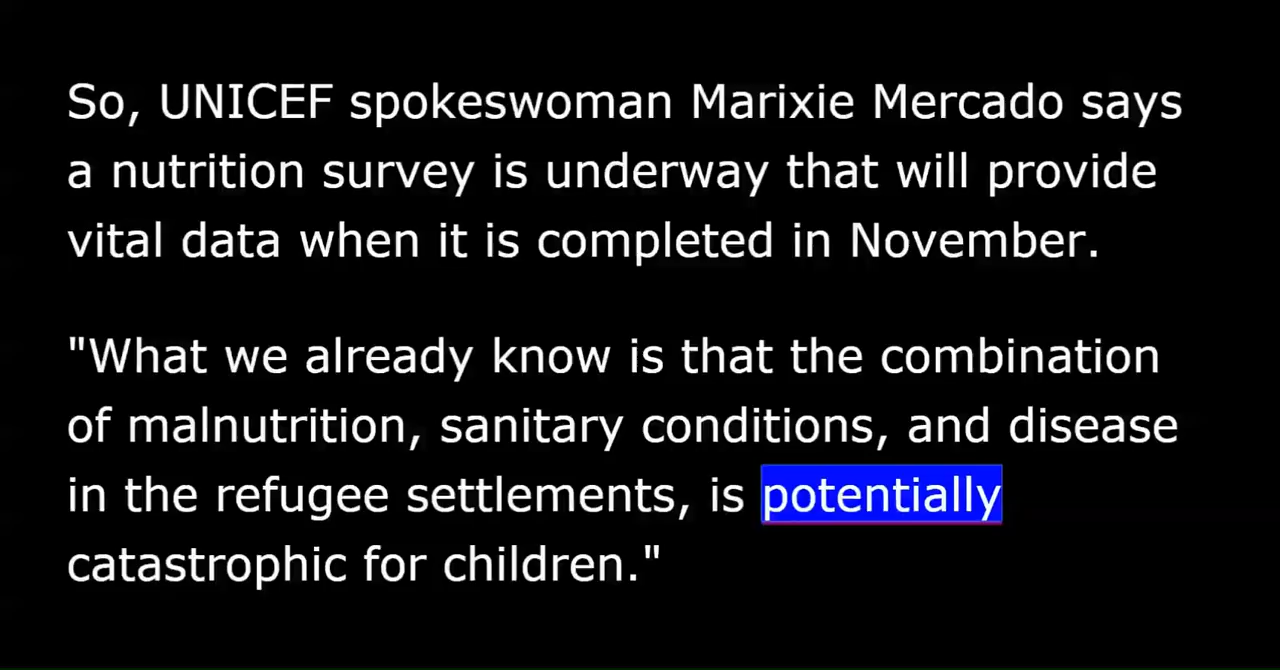 So, UNICEF spokeswoman Marixie Mercado says
a nutrition survey is underway that will provide
vital data when it is completed in November.
"What we already know is that the combination
of malnutrition, sanitary conditions, and disease
in the refugee settlements, is potentially
catastrophic for children."